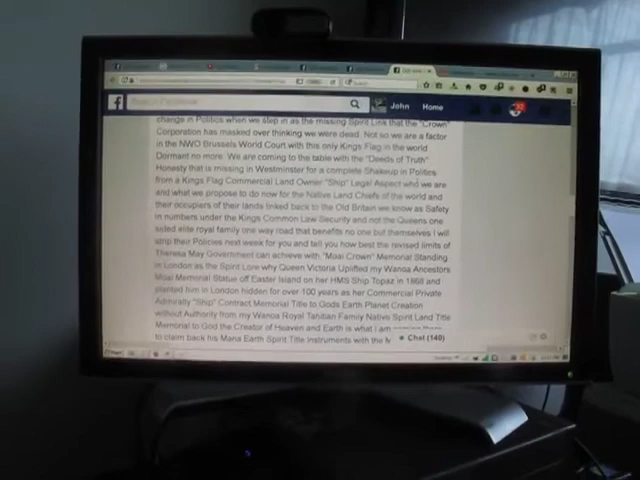 John Home
change in Politics when we step in as the missing Spirit Link that the "Crown"
Corporation has masked over thinking we were dead. Not so we are a factor
in the NWO Brussels World Court with this only Kings Flag in the world
Dormant no more. We are coming to the table with the "Deeds of Truth"
Honesty that is missing in Westminster for a complete Shakeup in Politics
from a Kings Flag Commercial Land Owner "Ship" Legal Aspect who we are
and what we propose to do now for the Native Land Chiefs of the world and
their occupiers of their lands linked back to the Old Britain we know as Safety
in numbers under the Kings Common Law Security and not the Queens one
sided elite royal family one way road that benefits no one but themselves I will
strip their Policies next week for you and tell you how best the revised limits of
Theresa May Government can achieve with "Moai Crown" Memorial Standing
in London as the Spirit Lore why Queen Victoria Uplifted my Wanoa Ancestors
Moai Memorial Statue off Easter Island on her HMS Ship Topaz in 1868 and
planted him in London hidden for over 100 years as her Commercial Private
Admiralty "Ship" Contract Memorial Title to Gods Earth Planet Creation
without Authority from my Wanoa Royal Tahitian Family Native Spirit Land Title
Memorial to God the Creator of Heaven and Earth is what i am
to claim back his Mana Earth Spirit Title Instruments with the
Chat (140)